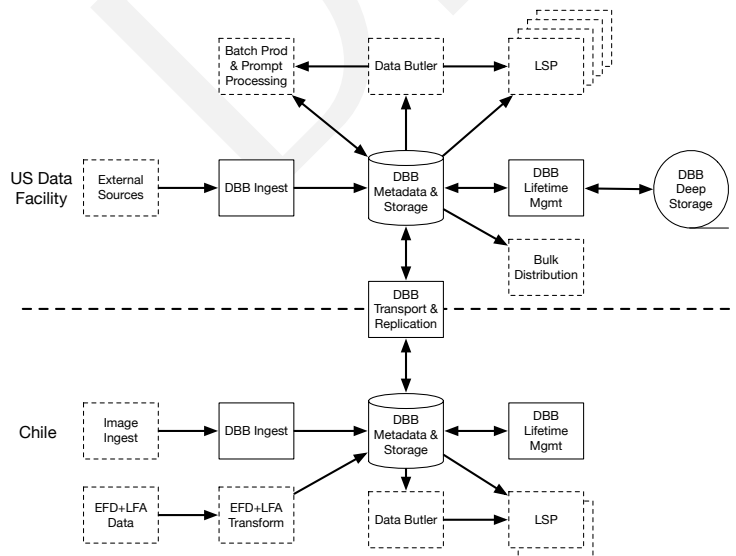 Batch Prod
& Prompt
Processing
Data Butler
LSP
US Data
Facility
External
Sources
DBB Ingest
DBB
Metadata &
Storage
DBB
Lifetime
Mgmt
DBB
Deep
Storage
Bulk
Distribution
DBB
Transport &
Replication
Chile
Image
Ingest
DBB Ingest
DBB
Metadata &
Storage
DBB
Lifetime
Mgmt
EFD+LFA
Data
EFD+LFA
Transform
Data Butler
LSP